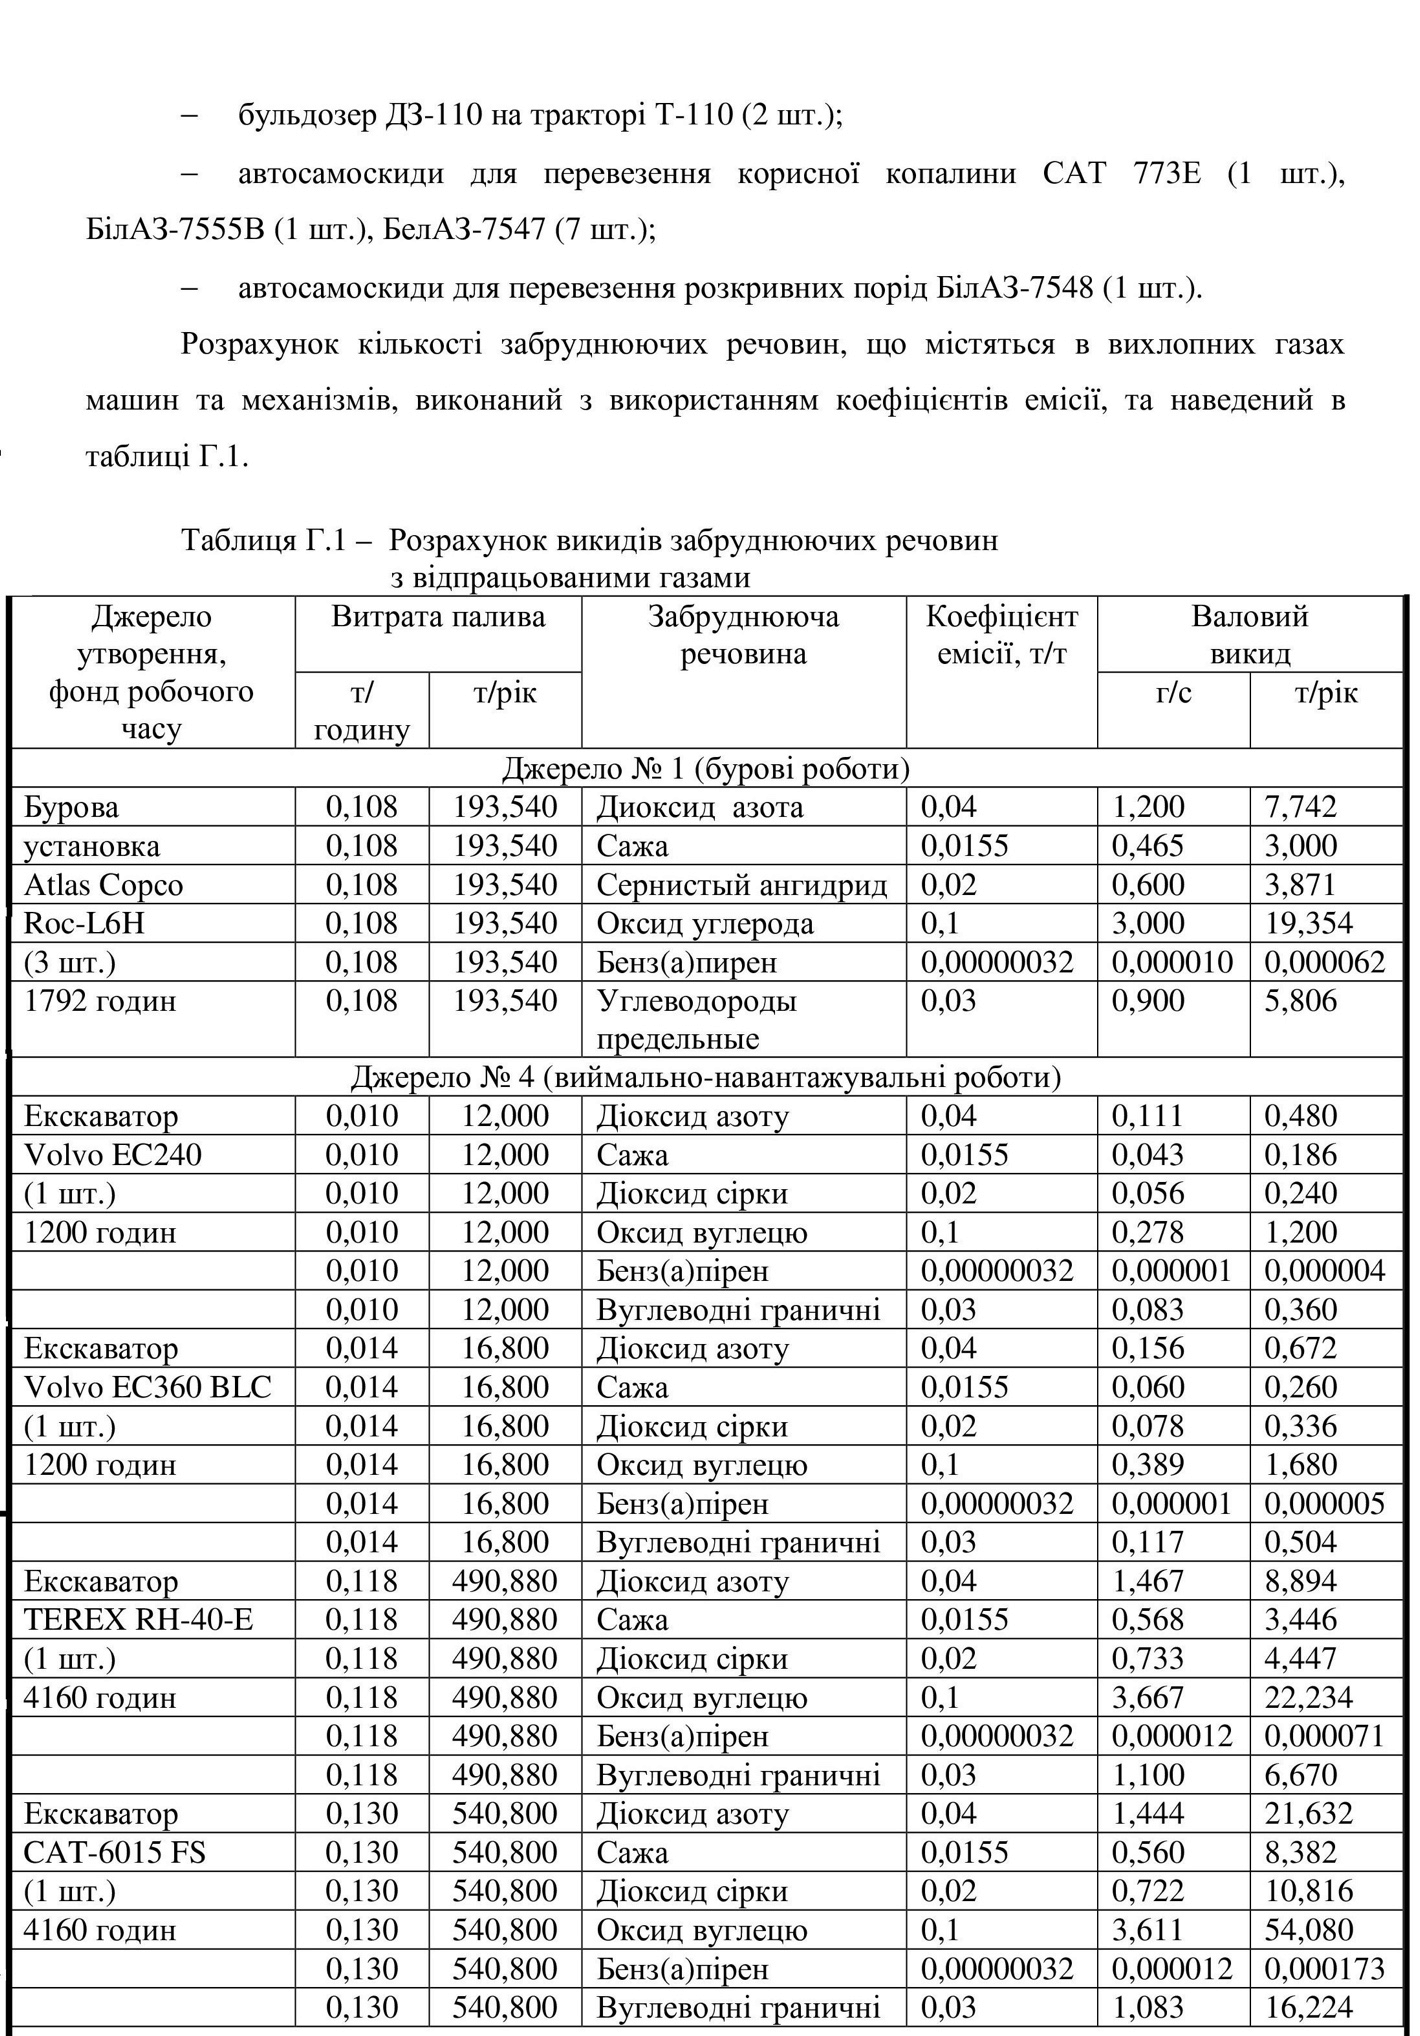 – бульдозер ДЗ-110 на тракторі Т-110 (2 шт.);
– автосамоскиди для перевезення корисної копалини САТ 773Е (1 шт.),
БілАЗ-7555В (1 шт.), БелАЗ-7547 (7 шт.);
– автосамоскиди для перевезення розкривних порід БілАЗ-7548 (1 шт.).
Розрахунок кількості забруднюючих речовин, що містяться в вихлопних газах
машин та механізмів, виконаний з використанням коефіцієнтів емісії, та наведений в
таблиці Г.1.
Таблиця Г.1 – Розрахунок викидів забруднюючих речовин
з відпрацьованими газами
Джерело утворення, фонд робочого часу Витрата палива Забруднююча речовина Коефіцієнт емісії, т/т Валовий викид
т/годину т/рік г/с т/рік
Джерело № 1 (бурові роботи)
Бурова 0,108 193,540 Диоксид азота 0,04 1,200 7,742
установка 0,108 193,540 Сажа 0,0155 0,465 3,000
Atlas Copco 0,108 193,540 Сернистый ангидрид 0,02 0,600 3,871
Roc-L6H 0,108 193,540 Оксид углерода 0,1 3,000 19,354
(3 шт.) 0,108 193,540 Бенз(а)пирен 0,00000032 0,000010 0,000062
1792 годин 0,108 193,540 Углеводороды 0,03 0,900 5,806
предельные
Джерело № 4 (виймально-навантажувальні роботи)
Екскаватор 0,010 12,000 Діоксид азоту 0,04 0,111 0,480
Volvo EC240 0,010 12,000 Сажа 0,0155 0,043 0,186
(1 шт.) 0,010 12,000 Діоксид сірки 0,02 0,056 0,240
1200 годин 0,010 12,000 Оксид вуглецю 0,1 0,278 1,200
0,010 12,000 Бенз(а)пірен 0,00000032 0,000001 0,000004
0,010 12,000 Вуглеводні граничні 0,03 0,083 0,360
Екскаватор 0,014 16,800 Діоксид азоту 0,04 0,156 0,672
Volvo EC360 BLC 0,014 16,800 Сажа 0,0155 0,060 0,260
(1 шт.) 0,014 16,800 Діоксид сірки 0,02 0,078 0,336
1200 годин 0,014 16,800 Оксид вуглецю 0,1 0,389 1,680
0,014 16,800 Бенз(а)пірен 0,00000032 0,000001 0,000005
0,014 16,800 Вуглеводні граничні 0,03 0,117 0,504
Екскаватор 0,118 490,880 Діоксид азоту 0,04 1,467 8,894
TEREX RH-40-E 0,118 490,880 Сажа 0,0155 0,568 3,446
(1 шт.) 0,118 490,880 Діоксид сірки 0,02 0,733 4,447
4160 годин 0,118 490,880 Оксид вуглецю 0,1 3,667 22,234
0,118 490,880 Бенз(а)пірен 0,00000032 0,000012 0,000071
0,118 490,880 Вуглеводні граничні 0,03 1,100 6,670
Екскаватор 0,130 540,800 Діоксид азоту 0,04 1,444 21,632
CAT-6015 FS 0,130 540,800 Сажа 0,0155 0,560 8,382
(1 шт.) 0,130 540,800 Діоксид сірки 0,02 0,722 10,816
4160 годин 0,130 540,800 Оксид вуглецю 0,1 3,611 54,080
0,130 540,800 Бенз(а)пірен 0,00000032 0,000012 0,000173
0,130 540,800 Вуглеводні граничні 0,03 1,083 16,224